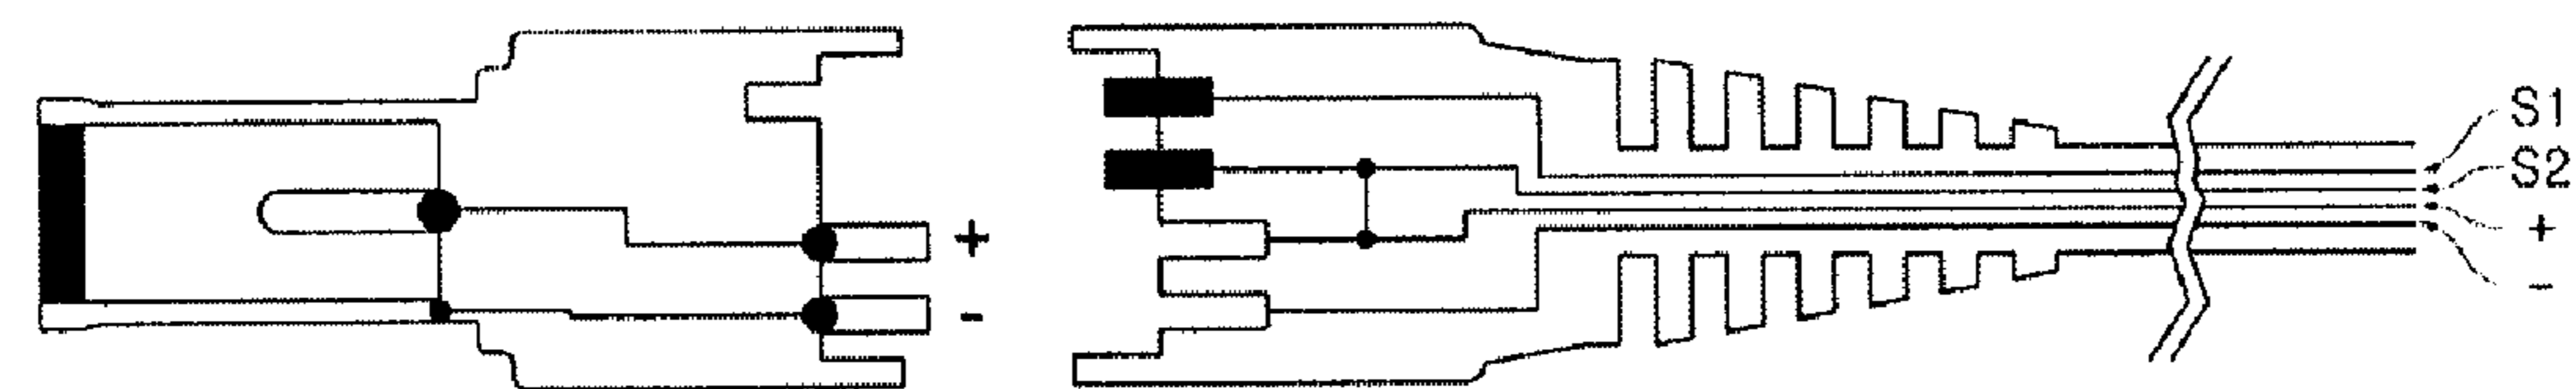 +
-
S1
S2
+
-